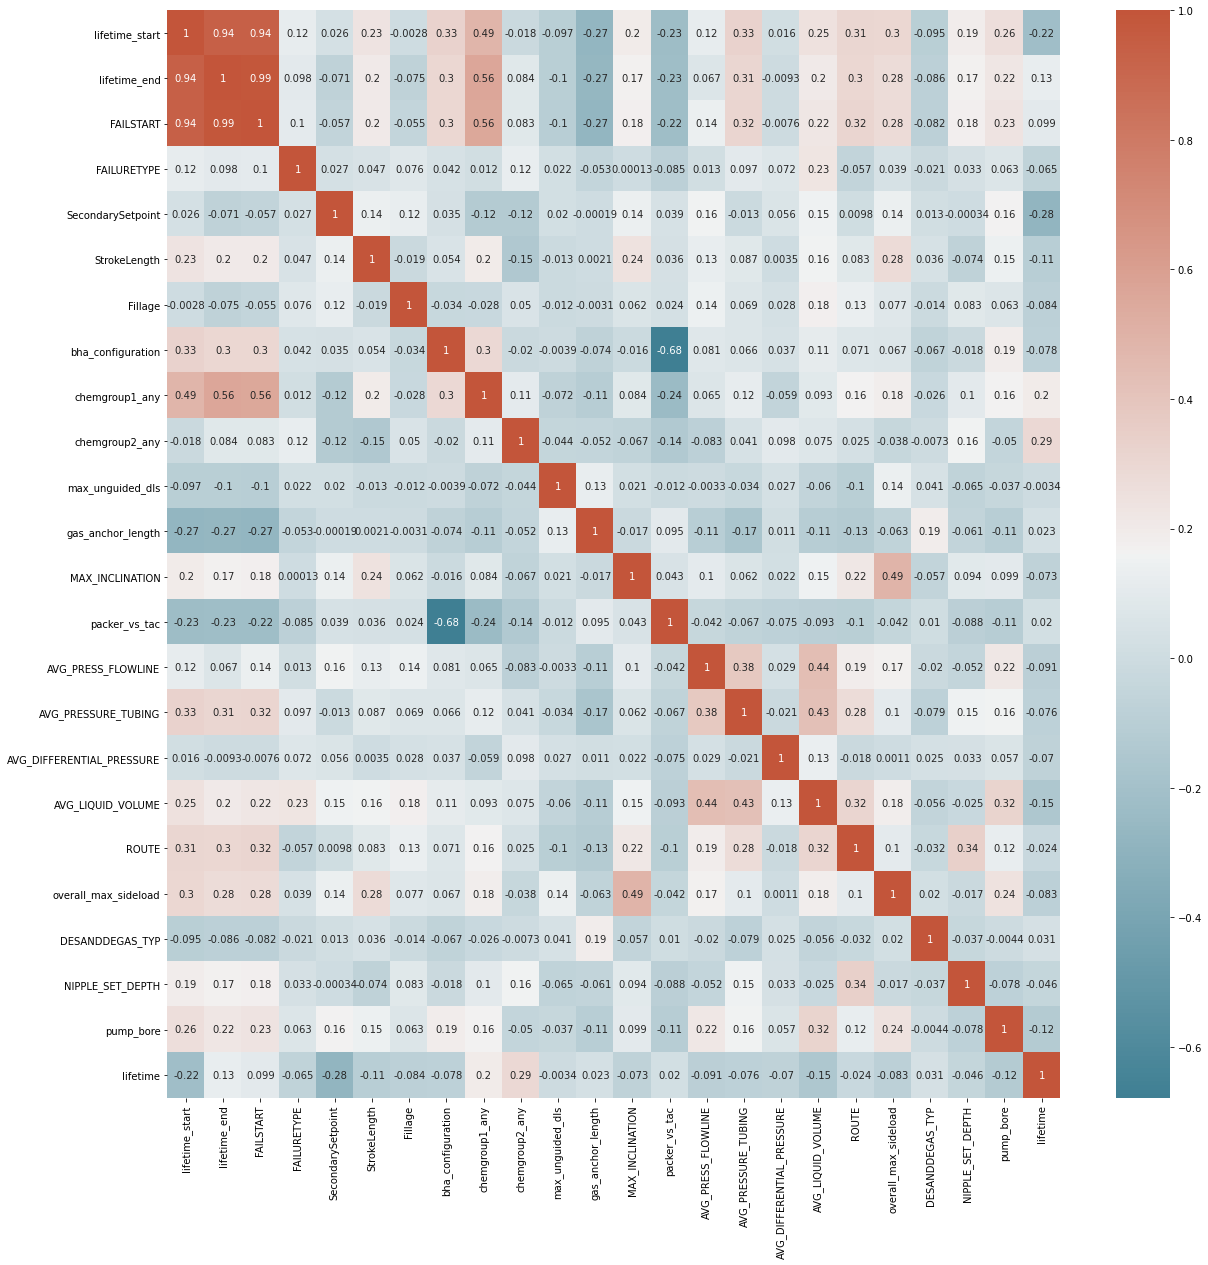 lifetime_start 1 0.94 0.94 0.12 0.026 0.23 -0.0028 0.33 0.49 -0.018 -0.097 -0.27 0.2 -0.23 0.12 0.33 0.016 0.25 0.31 0.3 -0.095 0.19 0.26 -0.22
lifetime_end 0.94 1 0.99 0.098 -0.071 0.2 -0.075 0.3 0.56 0.084 -0.1 -0.27 0.17 -0.23 0.067 0.31 -0.0093 0.2 0.3 0.28 -0.086 0.17 0.22 0.13
FAILSTART 0.94 0.99 1 0.1 -0.057 0.2 -0.055 0.3 0.56 0.083 -0.1 -0.27 0.18 -0.22 0.14 0.32 -0.0076 0.22 0.32 0.28 -0.082 0.18 0.23 0.099
FAILURETYPE 0.12 0.098 0.1 1 0.027 0.047 0.076 0.042 0.012 0.12 0.022 -0.053 0.00013 -0.085 0.013 0.097 0.072 0.23 -0.057 0.039 -0.021 0.033 0.063 -0.065
SecondarySetpoint 0.026 -0.071 -0.057 0.027 1 0.14 0.12 0.035 -0.12 -0.12 0.02 -0.00019 0.14 0.039 0.16 -0.013 0.056 0.15 0.0098 0.14 0.013 -0.00034 0.16 -0.28
StrokeLength 0.23 0.2 0.2 0.047 0.14 1 -0.019 0.054 0.2 -0.15 -0.013 0.0021 0.24 0.036 0.13 0.087 0.0035 0.16 0.083 0.28 0.036 -0.074 0.15 -0.11
Fillage -0.0028 -0.075 -0.055 0.076 0.12 -0.019 1 -0.034 -0.028 0.05 -0.012 -0.0031 0.062 0.024 0.14 0.069 0.028 0.18 0.13 0.077 -0.014 0.083 0.063 -0.084
bha_configuration 0.33 0.3 0.3 0.042 0.035 0.054 -0.034 1 0.3 -0.02 -0.0039 -0.074 -0.016 -0.68 0.081 0.066 0.037 0.11 0.071 0.067 -0.067 -0.018 0.19 -0.078
chemgroup1_any 0.49 0.56 0.56 0.012 -0.12 0.2 -0.028 0.3 1 0.11 -0.072 -0.11 0.084 -0.24 0.065 0.12 -0.059 0.093 0.16 0.18 -0.026 0.1 0.16 0.2
chemgroup2_any -0.018 0.084 0.083 0.12 -0.12 -0.15 0.05 -0.02 0.11 1 -0.044 -0.052 -0.067 -0.14 -0.083 0.041 0.098 0.075 0.025 -0.038 -0.0073 0.16 -0.05 0.29
max_unguided_dls -0.097 -0.1 -0.1 0.022 0.02 -0.013 -0.012 -0.0039 -0.072 -0.044 1 0.13 0.021 -0.012 -0.0033 -0.034 0.027 -0.06 -0.1 0.14 0.041 -0.065 -0.037 -0.0034
gas_anchor_length -0.27 -0.27 -0.27 -0.053 -0.00019 0.0021 -0.0031 -0.074 -0.11 -0.052 0.13 1 -0.017 0.095 -0.11 -0.17 0.011 -0.11 -0.13 -0.063 0.19 -0.061 -0.11 0.023
MAX_INCLINATION 0.2 0.17 0.18 0.00013 0.14 0.24 0.062 -0.016 0.084 -0.067 0.021 -0.017 1 0.043 0.1 0.062 0.022 0.15 0.22 0.49 -0.057 0.094 0.099 -0.073
packer_vs_tac -0.23 -0.23 -0.22 -0.085 0.039 0.036 0.024 -0.68 -0.24 -0.14 -0.012 0.095 0.043 1 -0.042 -0.067 -0.075 -0.093 -0.1 -0.042 0.01 -0.088 -0.11 0.02
AVG_PRESS_FLOWLINE 0.12 0.067 0.14 0.013 0.16 0.13 0.14 0.081 0.065 -0.083 -0.0033 -0.11 0.1 -0.042 1 0.38 0.029 0.44 0.19 0.17 -0.02 -0.052 0.22 -0.091
AVG_PRESSURE_TUBING 0.33 0.31 0.32 0.097 -0.013 0.087 0.069 0.066 0.12 0.041 -0.034 -0.17 0.062 -0.067 0.38 1 -0.021 0.43 0.28 0.1 -0.079 0.15 0.16 -0.076
AVG_DIFFERENTIAL_PRESSURE 0.016 -0.0093 -0.0076 0.072 0.056 0.0035 0.028 0.037 -0.059 0.098 0.027 0.011 0.022 -0.075 0.029 -0.021 1 0.13 -0.018 0.0011 0.025 0.033 0.057 -0.07
AVG_LIQUID_VOLUME 0.25 0.2 0.22 0.23 0.15 0.16 0.18 0.11 0.093 0.075 -0.06 -0.11 0.15 -0.093 0.44 0.43 0.13 1 0.32 0.18 -0.056 -0.025 0.32 -0.15
ROUTE 0.31 0.3 0.32 -0.057 0.0098 0.083 0.13 0.071 0.16 0.025 -0.1 -0.13 0.22 -0.1 0.19 0.28 -0.018 0.32 1 0.1 -0.032 0.34 0.12 -0.024
overall_max_sideload 0.3 0.28 0.28 0.039 0.14 0.28 0.077 0.067 0.18 -0.038 0.14 -0.063 0.49 -0.042 0.17 0.1 0.0011 0.18 0.1 1 0.02 -0.017 0.24 -0.083
DESANDDEGAS_TYP -0.095 -0.086 -0.082 -0.021 0.013 0.036 -0.014 -0.067 -0.026 -0.0073 0.041 0.19 -0.057 0.01 -0.02 -0.079 0.025 -0.056 -0.032 0.02 1 -0.037 -0.0044 0.031
NIPPLE_SET_DEPTH 0.19 0.17 0.18 0.033 -0.00034 -0.074 0.083 -0.018 0.1 0.16 -0.065 -0.061 0.094 -0.088 -0.052 0.15 0.033 -0.025 0.34 -0.017 -0.037 1 -0.078 -0.046
pump_bore 0.26 0.22 0.23 0.063 0.16 0.15 0.063 0.19 0.16 -0.05 -0.037 -0.11 0.099 -0.11 0.22 0.16 0.057 0.32 0.12 0.24 -0.0044 -0.078 1 -0.12
lifetime -0.22 0.13 0.099 -0.065 -0.28 -0.11 -0.084 -0.078 0.2 0.29 -0.0034 0.023 -0.073 0.02 -0.091 -0.076 -0.07 -0.15 -0.024 -0.083 0.031 -0.046 -0.12 1
lifetime_start
lifetime_end
FAILSTART
FAILURETYPE
SecondarySetpoint
StrokeLength
Fillage
bha_configuration
chemgroup1_any
chemgroup2_any
max_unguided_dls
gas_anchor_length
MAX_INCLINATION
packer_vs_tac
AVG_PRESS_FLOWLINE
AVG_PRESSURE_TUBING
AVG_DIFFERENTIAL_PRESSURE
AVG_LIQUID_VOLUME
ROUTE
overall_max_sideload
DESANDDEGAS_TYP
NIPPLE_SET_DEPTH
pump_bore
lifetime
1.0
0.8
0.6
0.4
0.2
0.0
−0.2
−0.4
−0.6